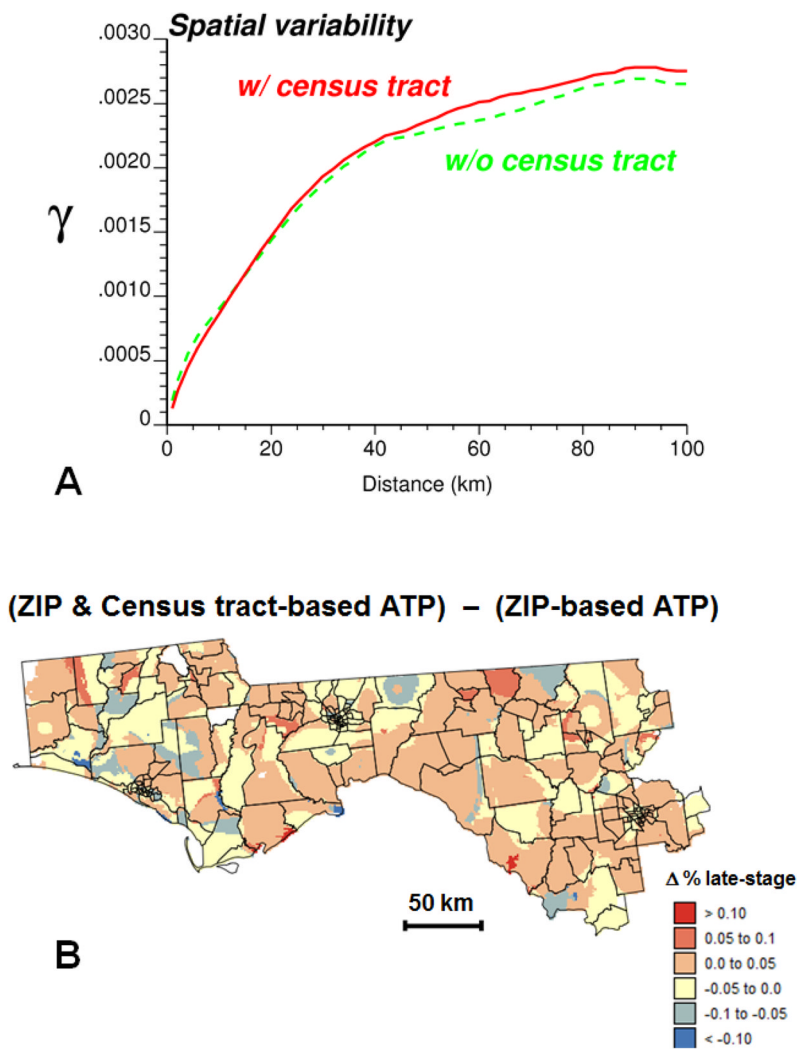 Spatial variability
.0030
.0025
.0020
.0015
.0010
.0005
0
γ
w/ census tract
w/o census tract
0 20 40 60 80 100
Distance (km)
A
(ZIP & Census tract-based ATP) – (ZIP-based ATP)
50 km
B
Δ % late-stage
> 0.10
0.05 to 0.1
0.0 to 0.05
-0.05 to 0.0
-0.1 to -0.05
< -0.10